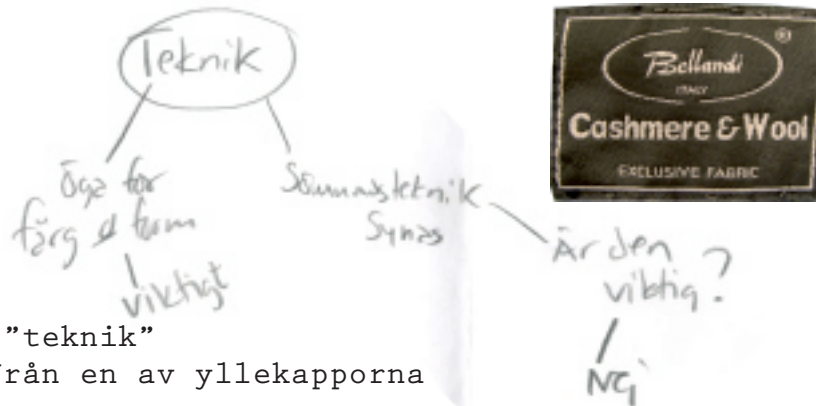 Teknik
Öga för
färg & form
viktigt
Sömnadsteknik
Synas
Är den
viktig?
Nej
Bellandi
®
ITALY
Cashmere & Wool
EXCLUSIVE FABRIC
"teknik"
från en av yllekapporna